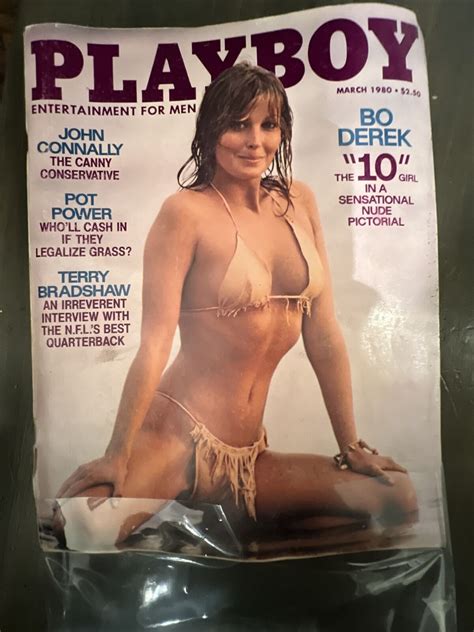 PLAYBOY
ENTERTAINMENT FOR MEN
MARCH 1980 • $2.50
JOHN
CONNALLY
THE CANNY
CONSERVATIVE
POT
POWER
WHO'LL CASH IN
IF THEY
LEGALIZE GRASS?
TERRY
BRADSHAW
AN IRREVERENT
INTERVIEW WITH
THE N.F.L.'S BEST
QUARTERBACK
BO
DEREK
THE "10" GIRL
IN A
SENSATIONAL
NUDE
PICTORIAL